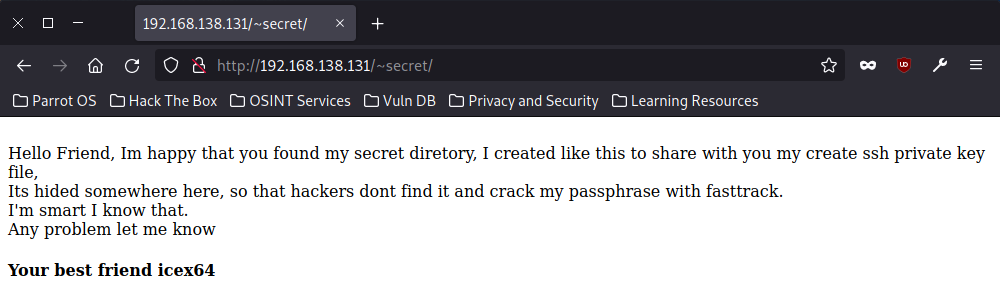 192.168.138.131/~secret/
http://192.168.138.131/~secret/
Parrot OS Hack The Box OSINT Services Vuln DB Privacy and Security Learning Resources
Hello Friend, Im happy that you found my secret diretory, I created like this to share with you my create ssh private key
file,
Its hided somewhere here, so that hackers dont find it and crack my passphrase with fasttrack.
I'm smart I know that.
Any problem let me know
Your best friend icex64